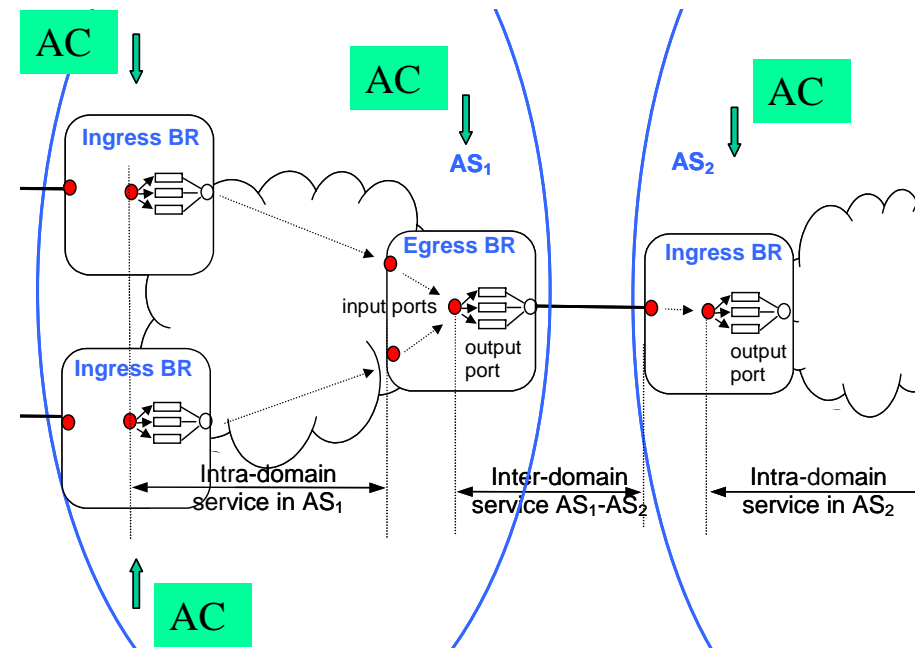 AC
AC
AC
Ingress BR
AS1
AS2
Egress BR
Ingress BR
input ports
output
port
output
port
Ingress BR
Intra-domain
service in AS1
Inter-domain
service AS1-AS2
Intra-domain
service in AS2
AC